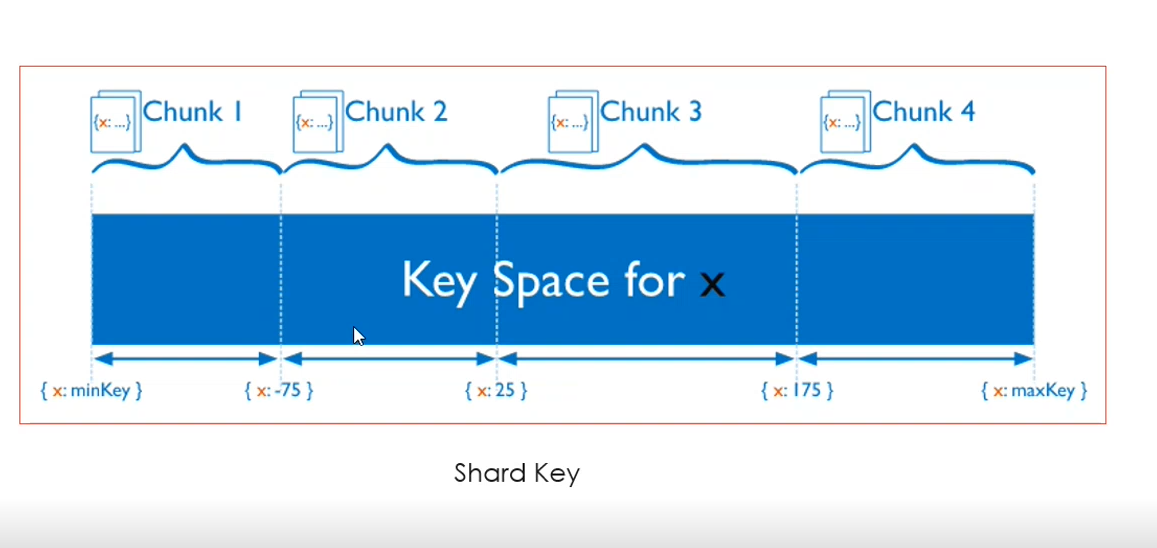 {x: ...} Chunk 1
{x: ...} Chunk 2
{x: ...} Chunk 3
{x: ...} Chunk 4
Key Space for x
{ x: minKey }
{ x: -75 }
{ x: 25 }
{ x: 175 }
{ x: maxKey }
Shard Key